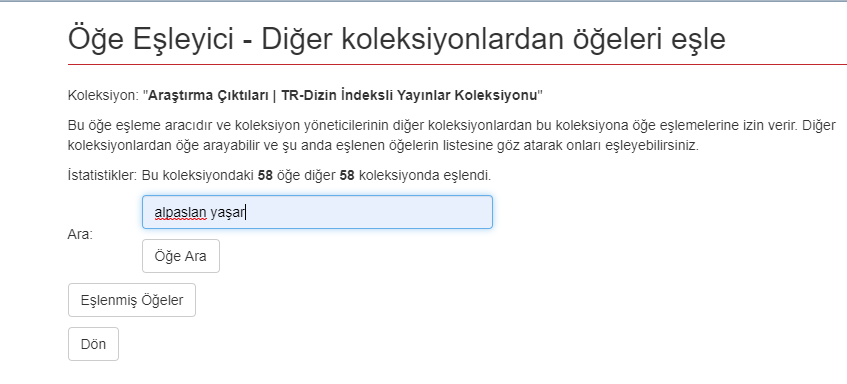 Öğe Eşleyici - Diğer koleksiyonlardan öğeleri eşle
Koleksiyon: "Araştırma Çıktıları | TR-Dizin İndeksli Yayınlar Koleksiyonu"
Bu öğe eşleme aracıdır ve koleksiyon yöneticilerinin diğer koleksiyonlardan bu koleksiyona öğe eşlemelerine izin verir. Diğer
koleksiyonlardan öğe arayabilir ve şu anda eşlenen öğelerin listesine göz atarak onları eşleyebilirsiniz.
İstatistikler: Bu koleksiyondaki 58 öğe diğer 58 koleksiyonda eşlendi.
alpaslan yaşar
Ara:
Öğe Ara
Eşlenmiş Öğeler
Dön